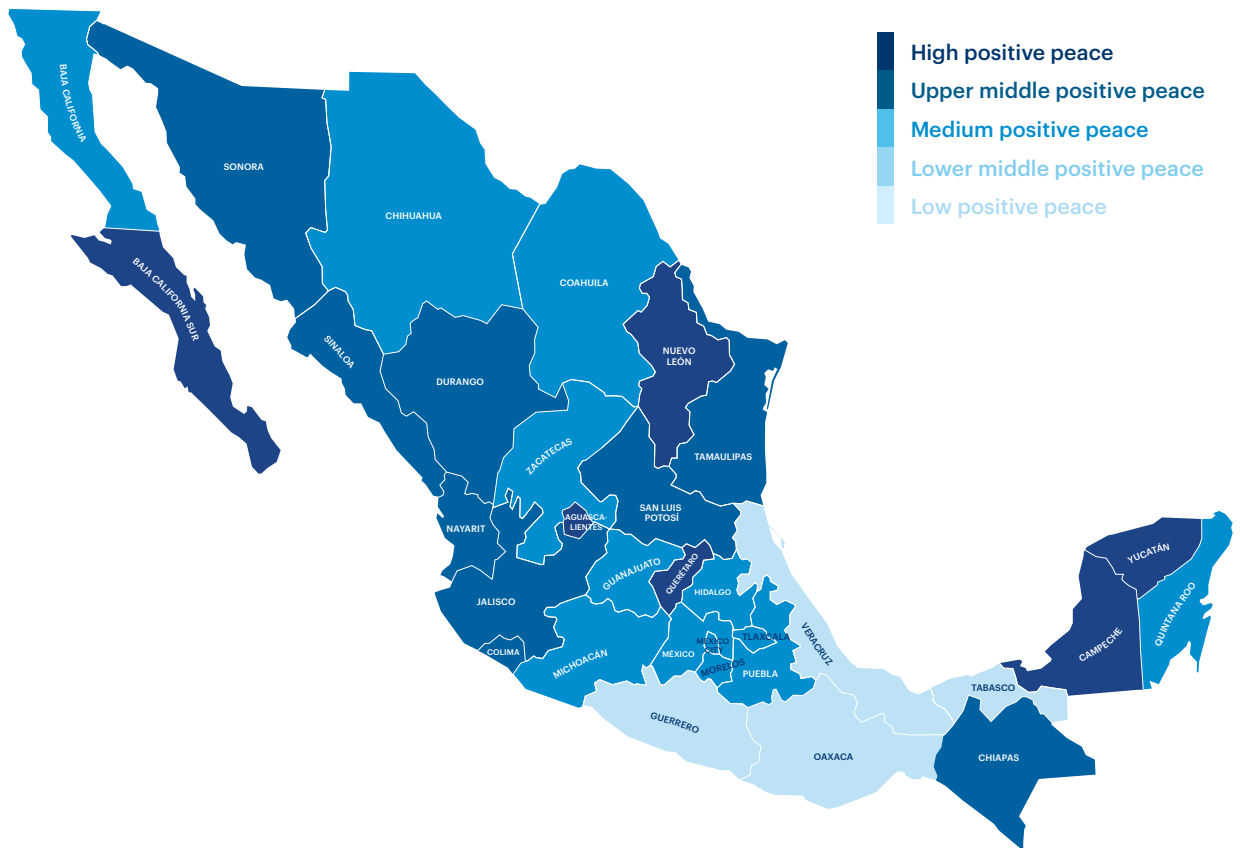 High positive peace
Upper middle positive peace
Medium positive peace
Lower middle positive peace
Low positive peace
BAJA CALIFORNIA
SONORA
CHIHUAHUA
BAJA CALIFORNIA SUR
COAHUILA
SINALOA
NUEVO
LEÓN
DURANGO
ZACATECAS
TAMAULIPAS
NAYARIT
AGUASCA-
LIENTES
SAN LUIS
POTOSÍ
YUCATÁN
GUANAJUATO
QUERÉTARO
HIDALGO
QUINTANA ROO
JALISCO
COLIMA
MICHOACÁN
MÉXICO
MEXICO
CITY
TLAXCALA
MORELOS
PUEBLA
VERACRUZ
CAMPECHE
TABASCO
GUERRERO
OAXACA
CHIAPAS